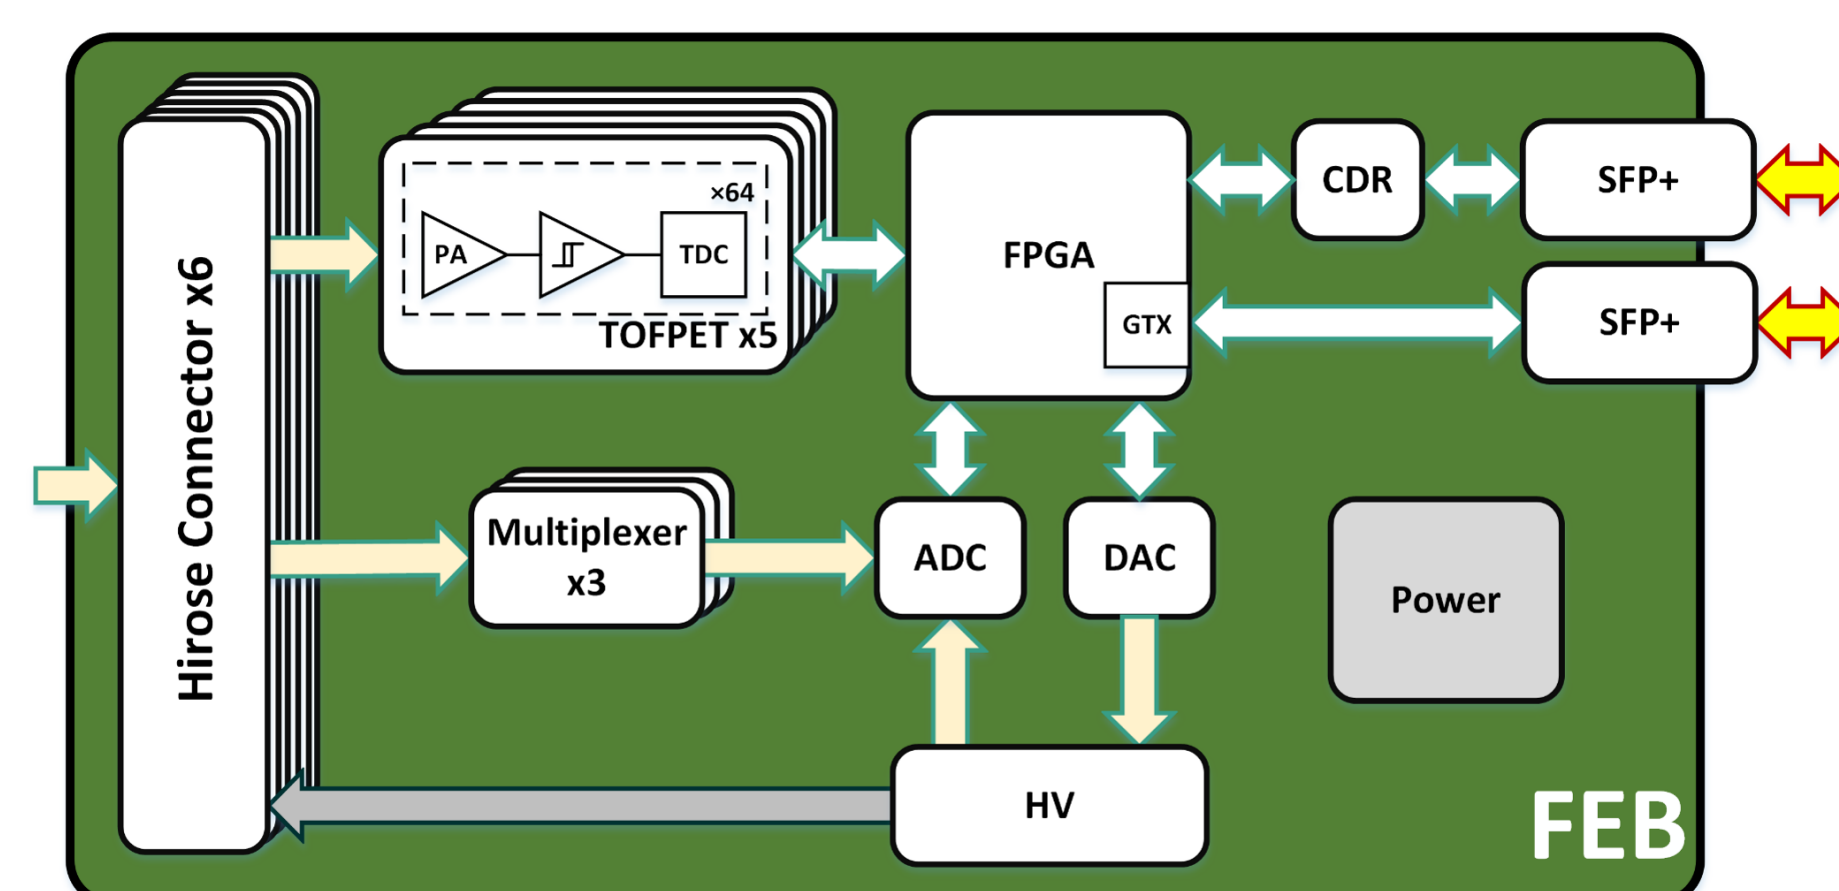 Hirose Connector x6
×64
PA
TDC
TOFPET x5
FPGA
GTX
CDR
SFP+
SFP+
Multiplexer
x3
ADC
DAC
Power
HV
FEB